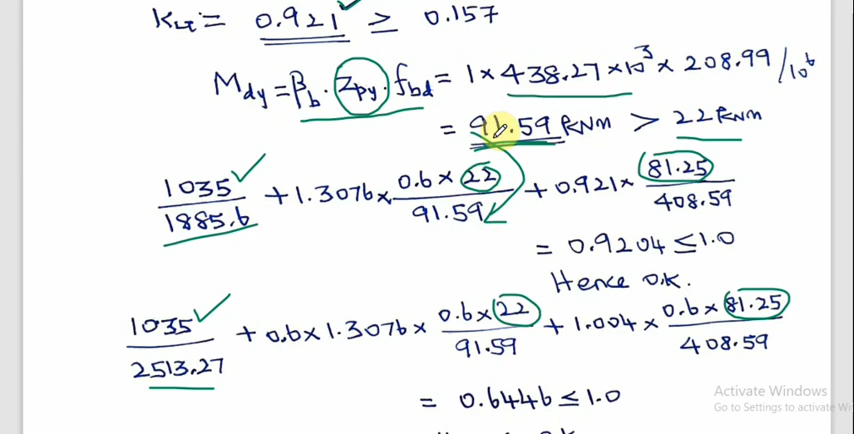 KLT = 0.921 ≥ 0.157
Mdy = βb · Zpy · fbd = 1 × 438.27 × 10³ × 208.99 / 10⁶
= 91.59 kNm > 22 kNm
1035/1885.6 + 1.3076 × 0.6 × 22/91.59 + 0.921 × 81.25/408.59
= 0.9204 ≤ 1.0
Hence O.K.
1035/2513.27 + 0.6 × 1.3076 × 0.6 × 22/91.59 + 1.004 × 0.6 × 81.25/408.59
= 0.6446 ≤ 1.0
Activate Windows
Go to Settings to activate